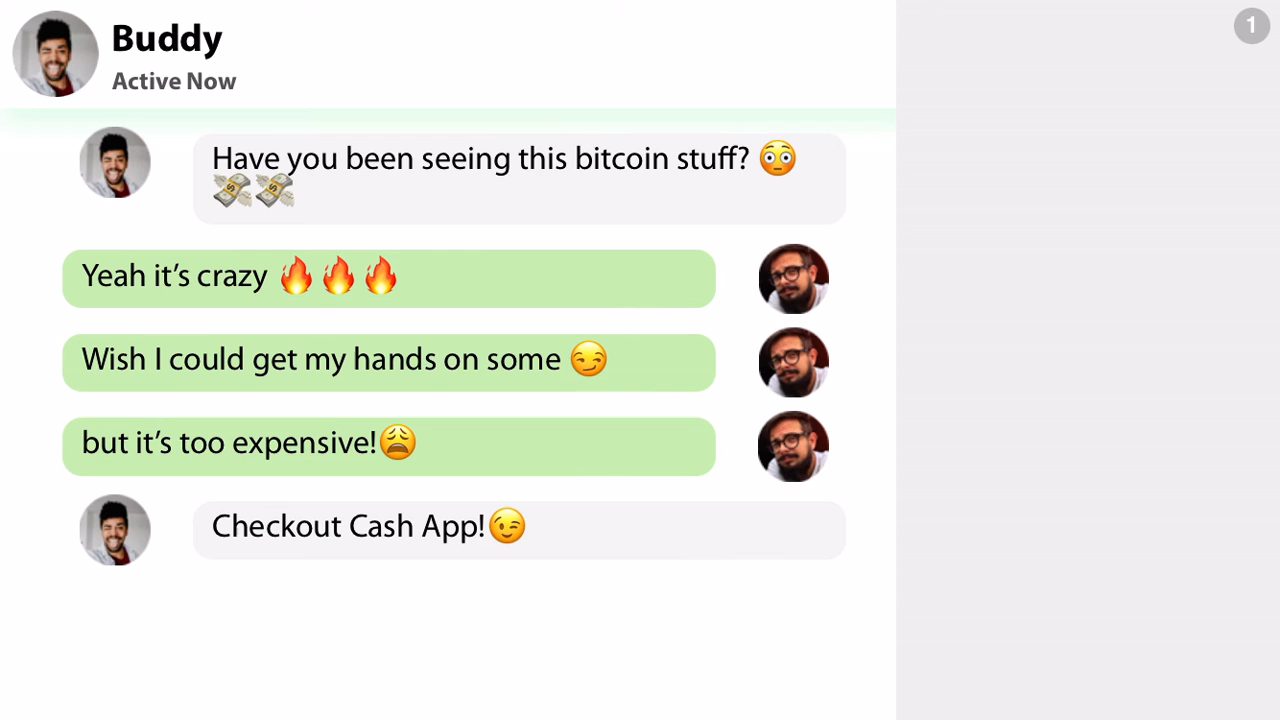 Buddy
Active Now
1
Have you been seeing this bitcoin stuff? 😳
💸💸
Yeah it’s crazy 🔥🔥🔥
Wish I could get my hands on some 😏
but it’s too expensive!😩
Checkout Cash App!😉